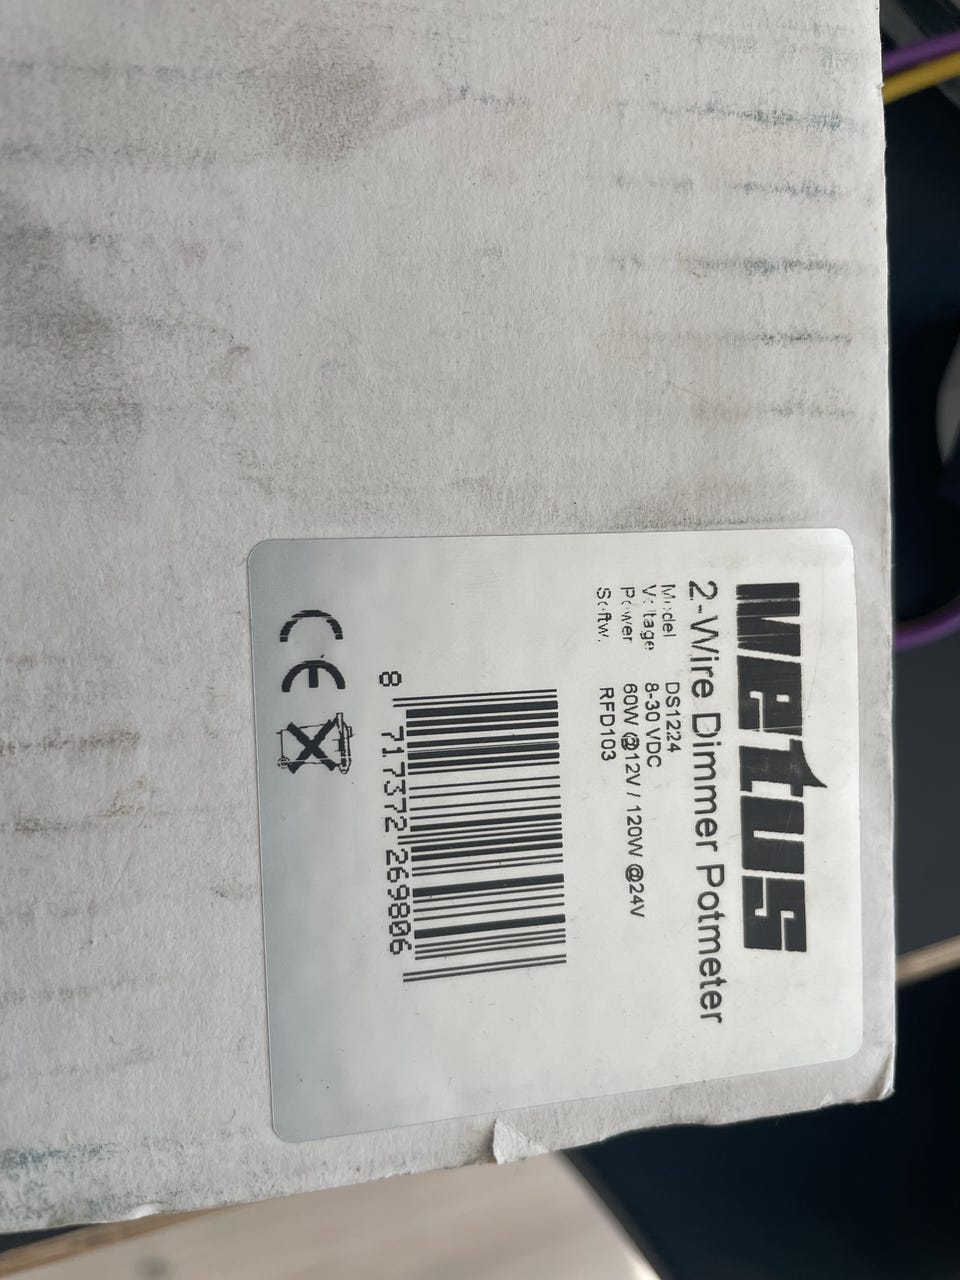 metus
2-Wire Dimmer Potmeter
Model DS1224
Voltage 8-30 VDC
Power 60W @12V / 120W @24V
Softw. RFD103
8 717372 269806
CE